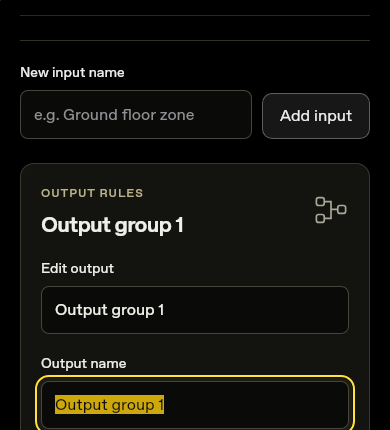 New input name
e.g. Ground floor zone
Add input
OUTPUT RULES
Output group 1
Edit output
Output group 1
Output name
Output group 1